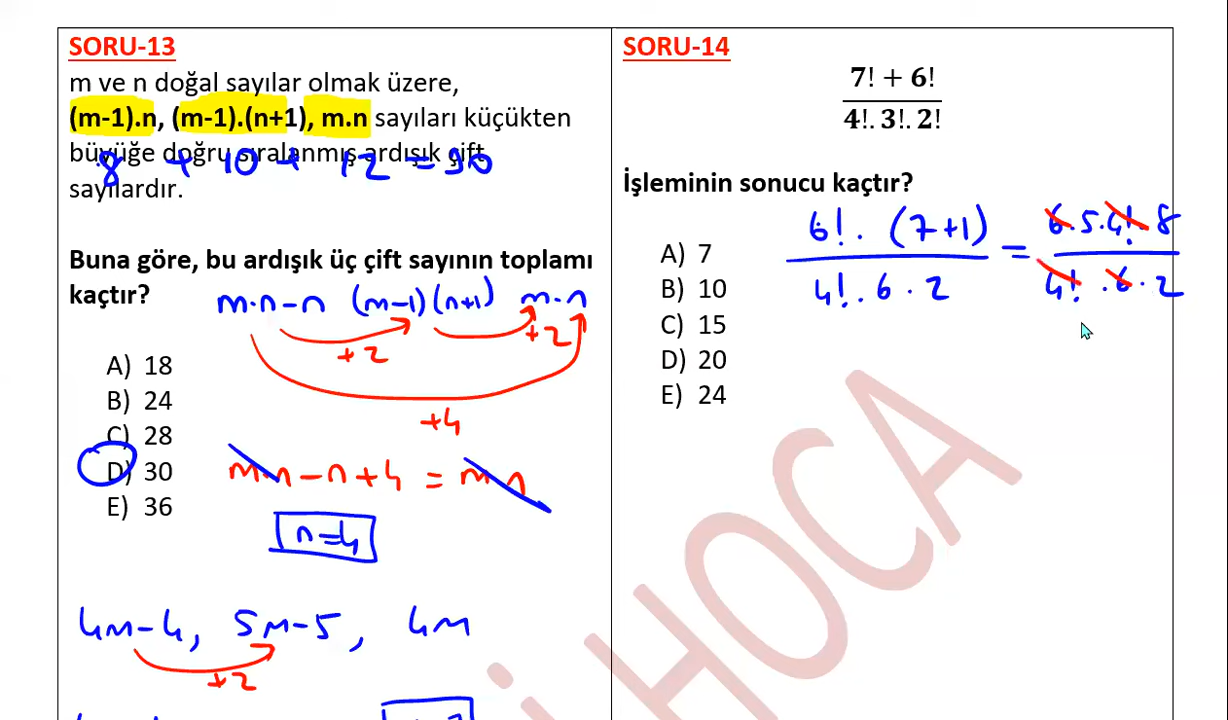 SORU-13
m ve n doğal sayılar olmak üzere,
(m-1).n, (m-1).(n+1), m.n sayıları küçükten
büyüğe doğru sıralanmış ardışık çift
8 + 10 + 12 = 30
sayılardır.
Buna göre, bu ardışık üç çift sayının toplamı
kaçtır?
m.n-n (m-1)(n+1) m.n
+2 +2
+4
A) 18
B) 24
C) 28
D) 30
E) 36
m.n-n+4 = m.n
n=4
4m-4, 5m-5, 4m
+2
SORU-14
7! + 6!
4!. 3!. 2!
İşleminin sonucu kaçtır?
6! . (7+1) = 6.5.4!.8
4! . 6 . 2 4! . 6 . 2
A) 7
B) 10
C) 15
D) 20
E) 24
HOCA